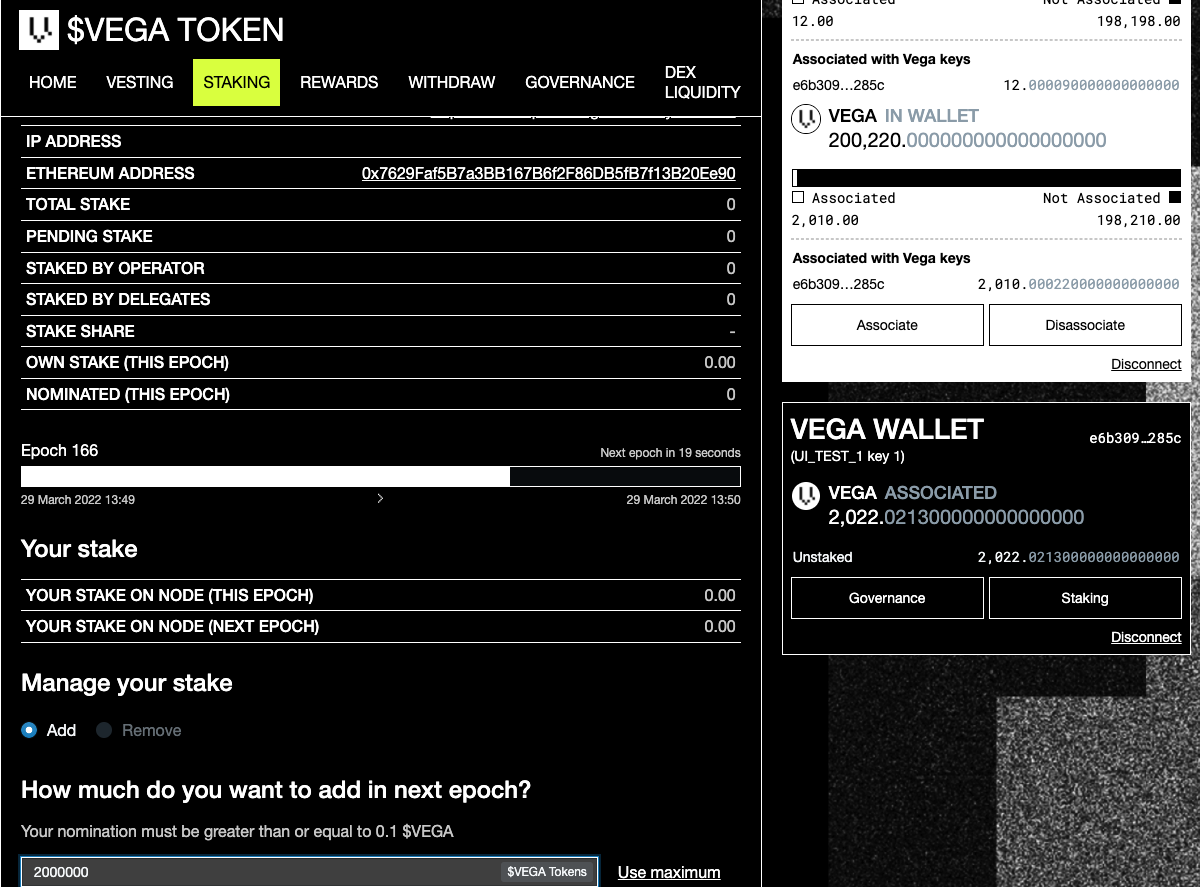 $VEGA TOKEN
HOME VESTING STAKING REWARDS WITHDRAW GOVERNANCE DEX LIQUIDITY
IP ADDRESS
ETHEREUM ADDRESS 0x7629Faf5B7a3BB167B6f2F86DB5fB7f13B20Ee90
TOTAL STAKE 0
PENDING STAKE 0
STAKED BY OPERATOR 0
STAKED BY DELEGATES 0
STAKE SHARE -
OWN STAKE (THIS EPOCH) 0.00
NOMINATED (THIS EPOCH) 0
Epoch 166 Next epoch in 19 seconds
29 March 2022 13:49 29 March 2022 13:50
Your stake
YOUR STAKE ON NODE (THIS EPOCH) 0.00
YOUR STAKE ON NODE (NEXT EPOCH) 0.00
Manage your stake
Add Remove
How much do you want to add in next epoch?
Your nomination must be greater than or equal to 0.1 $VEGA
2000000 $VEGA Tokens Use maximum
Associated Not Associated
12.00 198,198.00
Associated with Vega keys
e6b309…285c 12.000090000000000000
VEGA IN WALLET
200,220.000000000000000000
Associated Not Associated
2,010.00 198,210.00
Associated with Vega keys
e6b309…285c 2,010.000220000000000000
Associate Disassociate
Disconnect
VEGA WALLET e6b309…285c
(UI_TEST_1 key 1)
VEGA ASSOCIATED
2,022.021300000000000000
Unstaked 2,022.021300000000000000
Governance Staking
Disconnect